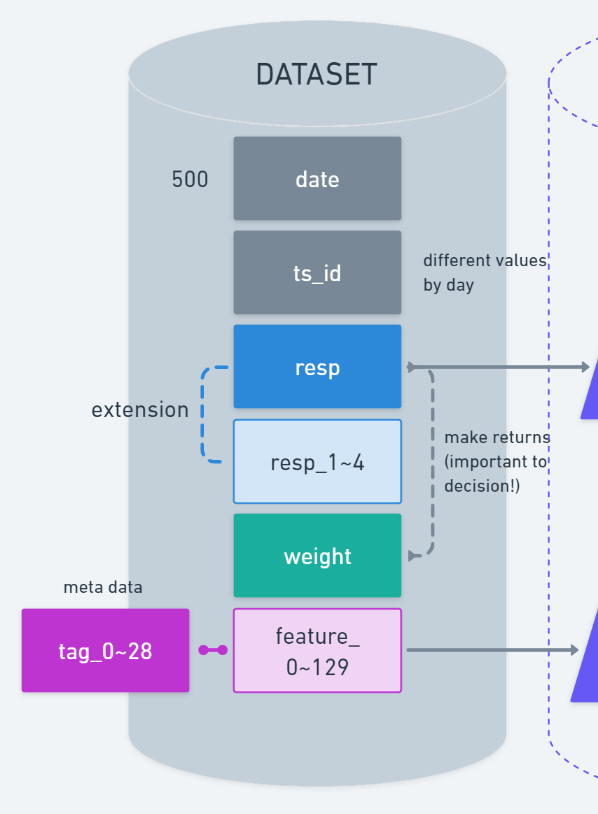 DATASET
500
date
ts_id
different values
by day
resp
extension
make returns
(important to
decision!)
resp_1~4
weight
meta data
tag_0~28
feature_
0~129